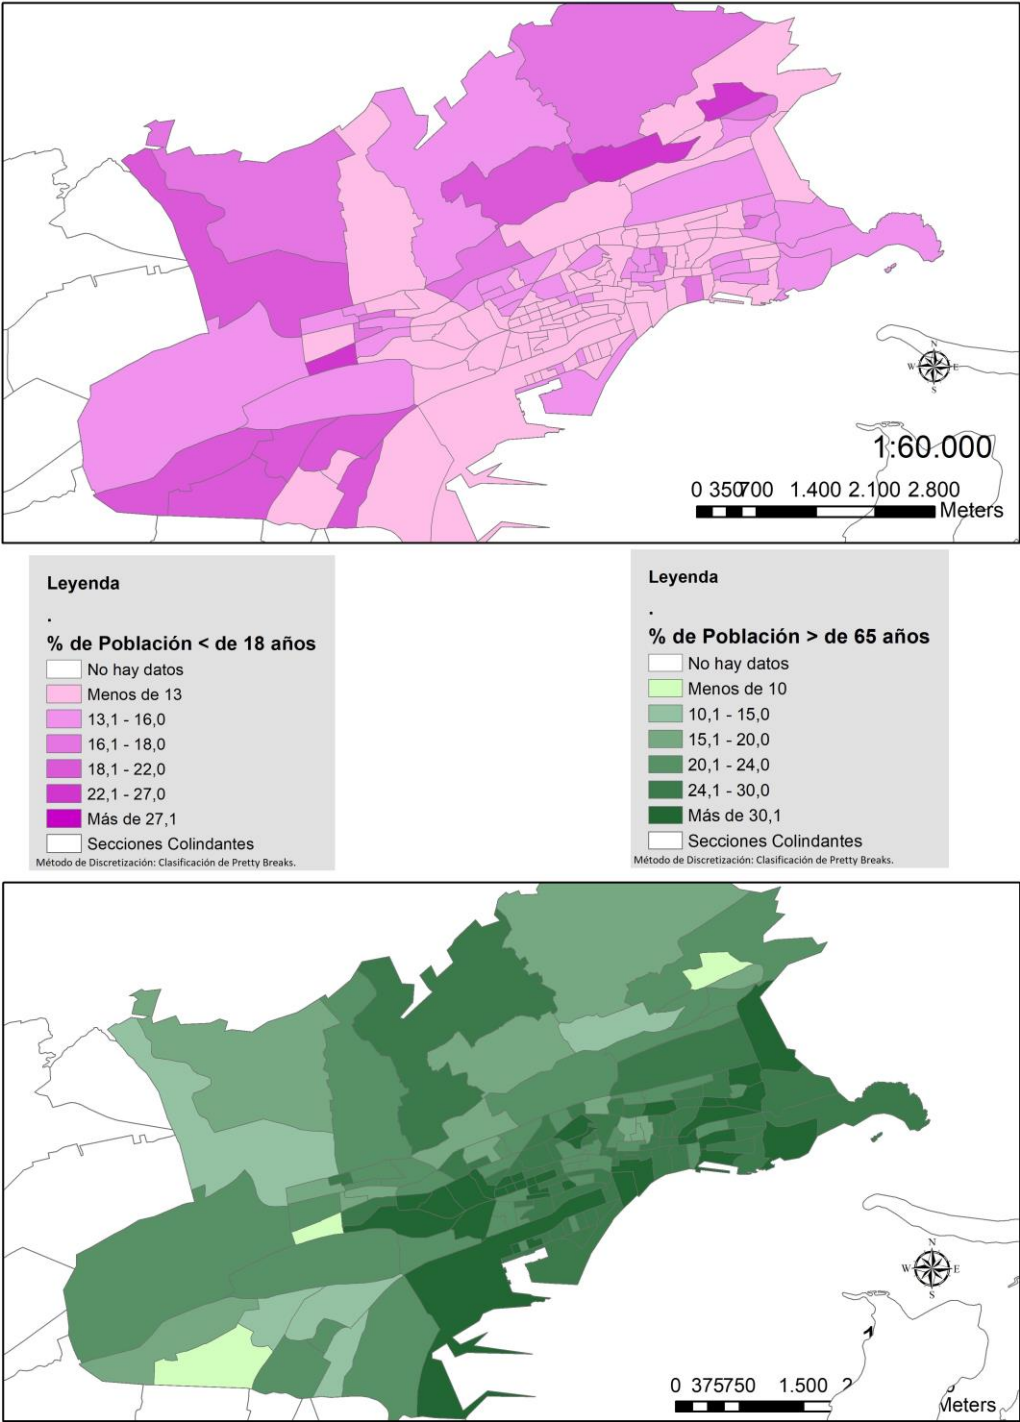 N
W E
S
1:60.000
0 350700 1.400 2.100 2.800
Meters
Leyenda
.
% de Población < de 18 años
No hay datos
Menos de 13
13,1 - 16,0
16,1 - 18,0
18,1 - 22,0
22,1 - 27,0
Más de 27,1
Secciones Colindantes
Método de Discretización: Clasificación de Pretty Breaks.
Leyenda
.
% de Población > de 65 años
No hay datos
Menos de 10
10,1 - 15,0
15,1 - 20,0
20,1 - 24,0
24,1 - 30,0
Más de 30,1
Secciones Colindantes
Método de Discretización: Clasificación de Pretty Breaks.
N
W E
S
0 375750 1.500
Meters